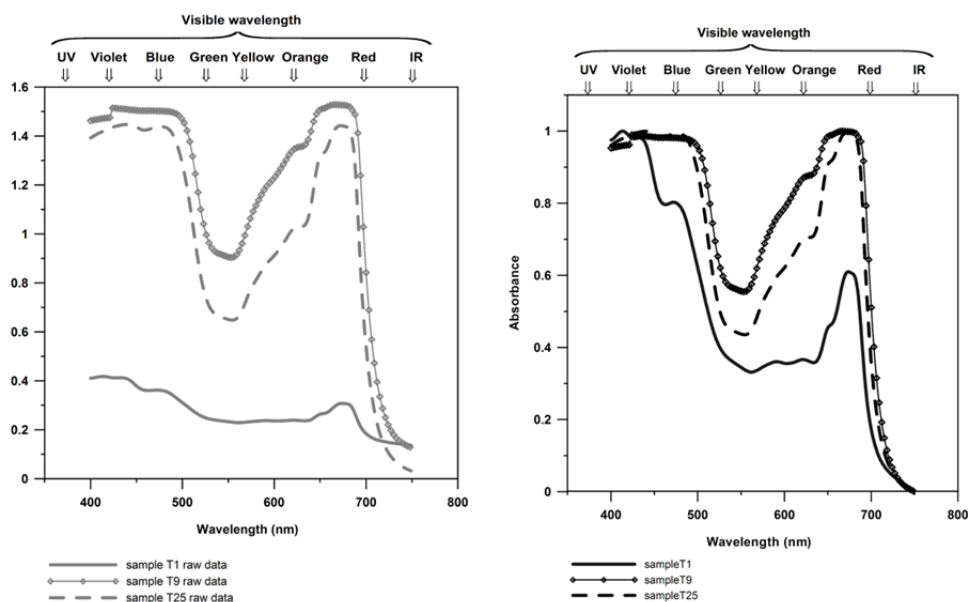 Visible wavelength
UV Violet Blue Green Yellow Orange Red IR
1.6
1.4
1.2
1
0.8
0.6
0.4
0.2
0
400 500 600 700 800
Wavelength (nm)
sample T1 raw data
sample T9 raw data
sample T25 raw data
Visible wavelength
UV Violet Blue Green Yellow Orange Red IR
Absorbance
1
0.8
0.6
0.4
0.2
0
400 500 600 700 800
Wavelength (nm)
sampleT1
sampleT9
sampleT25